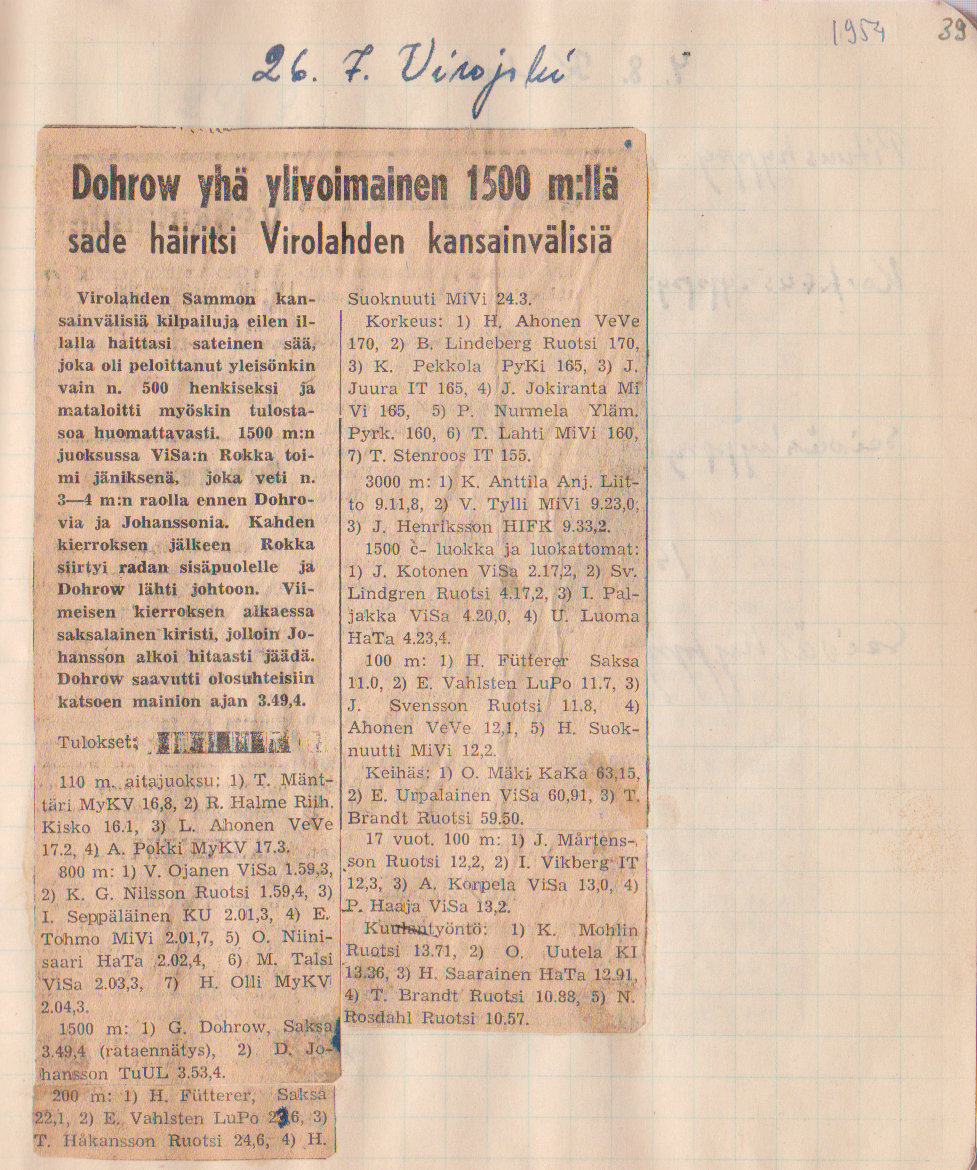 1954 39
26. 7. Virojoki
Dohrow yhä ylivoimainen 1500 m:llä
sade häiritsi Virolahden kansainvälisiä
Virolahden Sammon kan-
sainvälisiä kilpailuja eilen il-
lalla haittasi sateinen sää,
joka oli peloittanut yleisönkin
vain n. 500 henkiseksi ja
mataloitti myöskin tulosta-
soa huomattavasti. 1500 m:n
juoksussa ViSa:n Rokka toi-
mi jäniksenä, joka veti n.
3—4 m:n raolla ennen Dohro-
via ja Johanssonia. Kahden
kierroksen jälkeen Rokka
siirtyi radan sisäpuolelle ja
Dohrow lähti johtoon. Vii-
meisen kierroksen alkaessa
saksalainen kiristi, jolloin Jo-
hansson alkoi hitaasti jäädä.
Dohrow saavutti olosuhteisiin
katsoen mainion ajan 3.49,4.
Tulokset:
110 m. aitajuoksu: 1) T. Mänt-
täri MyKV 16,8, 2) R. Halme Riih.
Kisko 16.1, 3) L. Ahonen VeVe
17.2, 4) A. Pokki MyKV 17.3.
800 m: 1) V. Ojanen ViSa 1.59,3,
2) K. G. Nilsson Ruotsi 1.59,4, 3)
I. Seppäläinen KU 2.01,3, 4) E.
Tohmo MiVi 2.01,7, 5) O. Niini-
saari HaTa 2.02,4, 6) M. Talsi
ViSa 2.03,3, 7) H. Olli MyKV
2.04,3.
1500 m: 1) G. Dohrow, Saksa
3.49,4 (rataennätys), 2) D. Jo-
hansson TuUL 3.53,4.
200 m: 1) H. Fütterer, Saksa
22,1, 2) E. Vahlsten LuPo 23,6, 3)
T. Håkansson Ruotsi 24,6, 4) H.
Suoknuuti MiVi 24.3.
Korkeus: 1) H. Ahonen VeVe
170, 2) B. Lindeberg Ruotsi 170,
3) K. Pekkola PyKi 165, 3) J.
Juura IT 165, 4) J. Jokiranta Mi
Vi 165, 5) P. Nurmela Yläm.
Pyrk. 160, 6) T. Lahti MiVi 160,
7) T. Stenroos IT 155.
3000 m: 1) K. Anttila Anj. Liit-
to 9.11,8, 2) V. Tylli MiVi 9.23,0,
3) J. Henriksson HIFK 9.33,2.
1500 c- luokka ja luokattomat:
1) J. Kotonen ViSa 2.17,2, 2) Sv.
Lindgren Ruotsi 4.17,2, 3) I. Pal-
jakka ViSa 4.20,0, 4) U. Luoma
HaTa 4.23,4.
100 m: 1) H. Fütterer Saksa
11.0, 2) E. Vahlsten LuPo 11.7, 3)
J. Svensson Ruotsi 11.8, 4)
Ahonen VeVe 12,1, 5) H. Suok-
nuutti MiVi 12,2.
Keihäs: 1) O. Mäki KaKa 63,15,
2) E. Urpalainen ViSa 60,91, 3) T.
Brandt Ruotsi 59.50.
17 vuot. 100 m: 1) J. Mårtens-
son Ruotsi 12,2, 2) I. Vikberg IT
12,3, 3) A. Korpela ViSa 13,0, 4)
P. Haaja ViSa 13,2.
Kuulantyöntö: 1) K. Mohlin
Ruotsi 13.71, 2) O. Uutela KI
13.36, 3) H. Saarainen HaTa 12.91,
4) T. Brandt Ruotsi 10.88, 5) N.
Rosdahl Ruotsi 10.57.